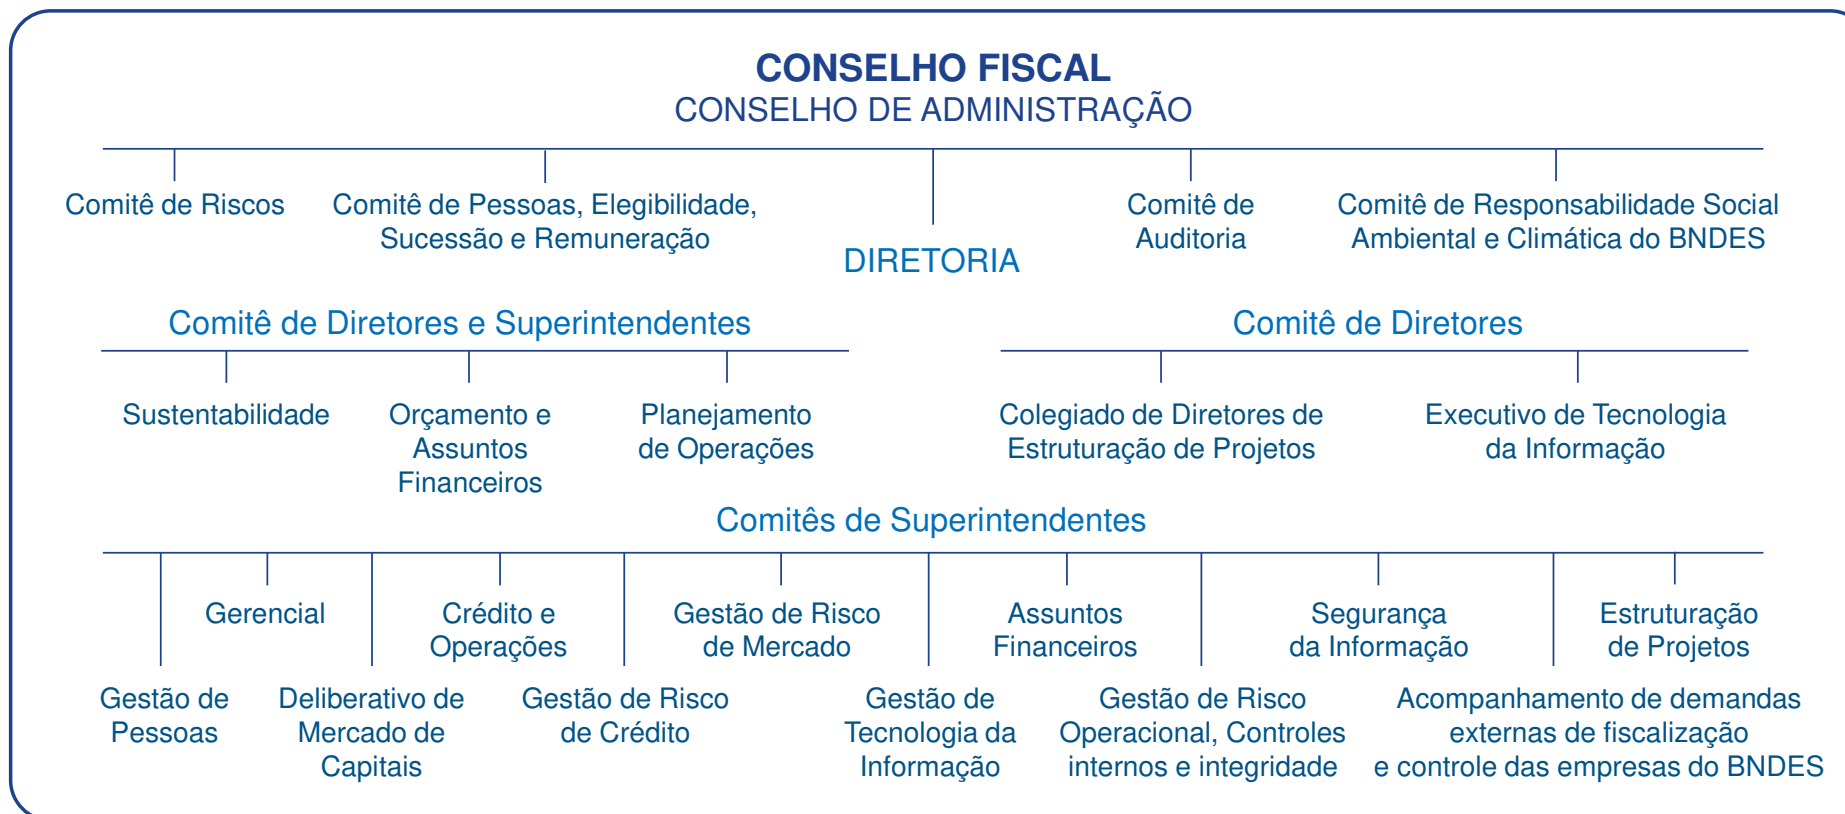 CONSELHO FISCAL
CONSELHO DE ADMINISTRAÇÃO
Comitê de Riscos
Comitê de Pessoas, Elegibilidade,
Sucessão e Remuneração
DIRETORIA
Comitê de
Auditoria
Comitê de Responsabilidade Social
Ambiental e Climática do BNDES
Comitê de Diretores e Superintendentes
Sustentabilidade
Orçamento e
Assuntos
Financeiros
Planejamento
de Operações
Comitê de Diretores
Colegiado de Diretores de
Estruturação de Projetos
Executivo de Tecnologia
da Informação
Comitês de Superintendentes
Gerencial
Crédito e
Operações
Gestão de Risco
de Mercado
Assuntos
Financeiros
Segurança
da Informação
Estruturação
de Projetos
Gestão de
Pessoas
Deliberativo de
Mercado de
Capitais
Gestão de Risco
de Crédito
Gestão de
Tecnologia da
Informação
Gestão de Risco
Operacional, Controles
internos e integridade
Acompanhamento de demandas
externas de fiscalização
e controle das empresas do BNDES